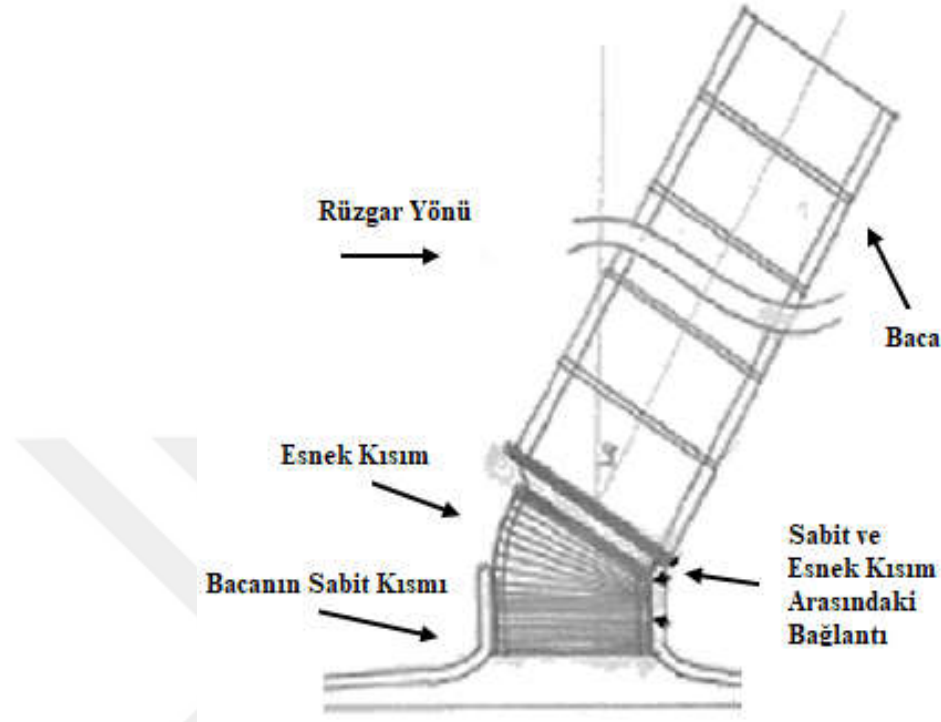 Rüzgar Yönü
Baca
Esnek Kısım
Bacanın Sabit Kısmı
Sabit ve
Esnek Kısım
Arasındaki
Bağlantı